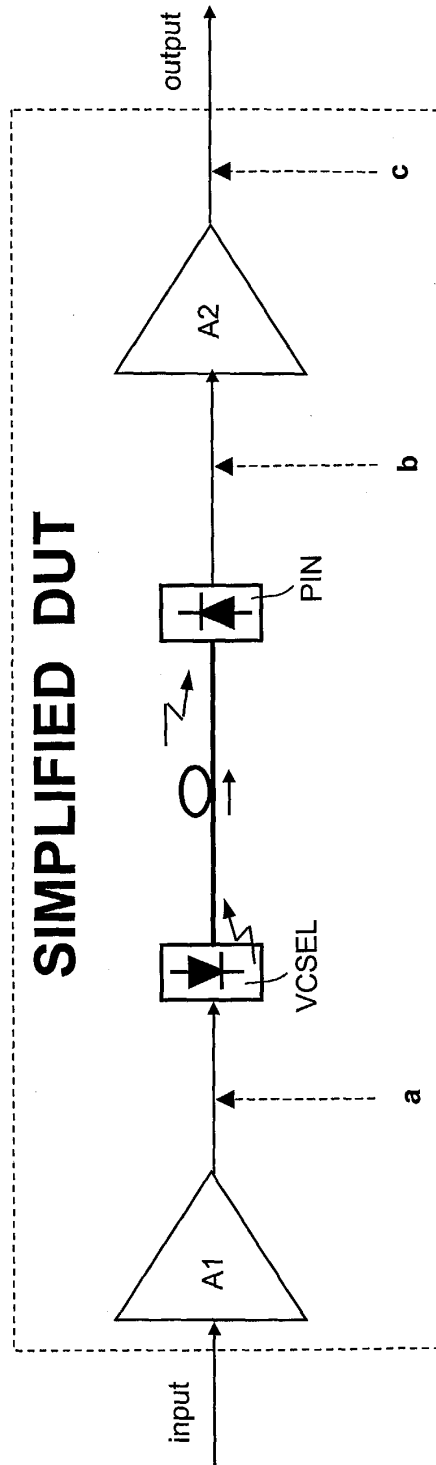 SIMPLIFIED DUT
input
A1
a
VCSEL
PIN
b
A2
c
output